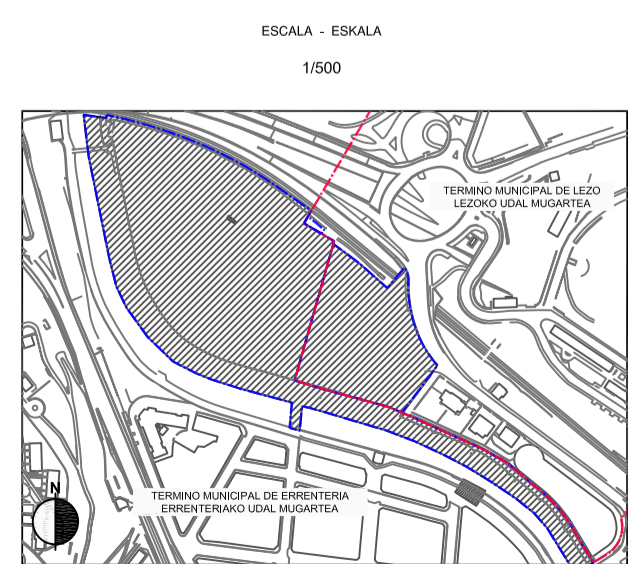 ESCALA - ESKALA
1/500
TERMINO MUNICIPAL DE LEZO
LEZOKO UDAL MUGARTEA
TERMINO MUNICIPAL DE ERRENTERIA
ERRENTERIAKO UDAL MUGARTEA
N